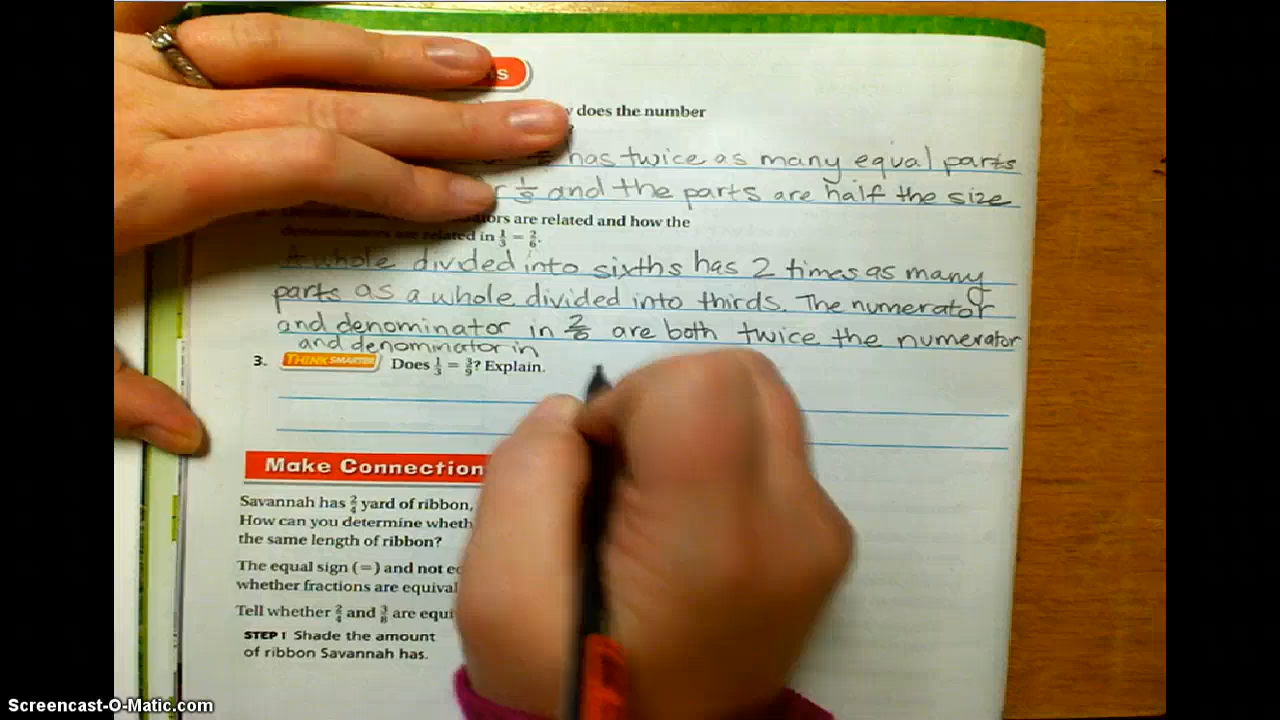 s
does the number
?
has twice as many equal parts
1/3 and the parts are half the size
ors are related and how the
denominators are related in 1/3 = 2/6.
A whole divided into sixths has 2 times as many
parts as a whole divided into thirds. The numerator
and denominator in 2/6 are both twice the numerator
and denominator in
3. THINK SMARTER Does 1/3 = 3/9? Explain.
Make Connection
Savannah has 2/4 yard of ribbon,
How can you determine wheth
the same length of ribbon?
The equal sign (=) and not e
whether fractions are equival
Tell whether 2/4 and 3/8 are equi
STEP 1 Shade the amount
of ribbon Savannah has.
Screencast-O-Matic.com